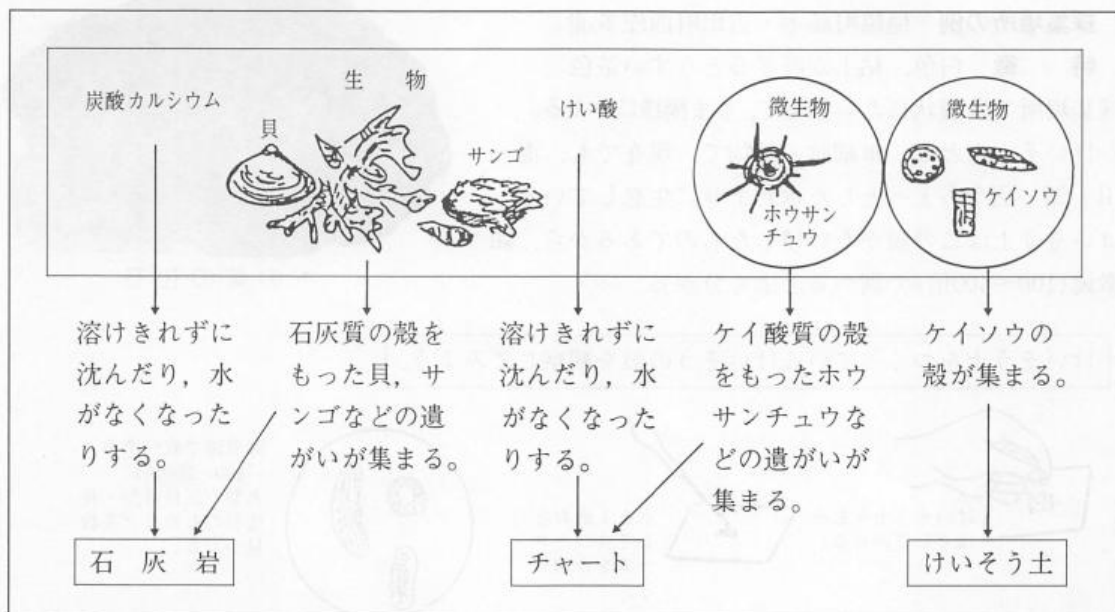 生物
炭酸カルシウム
貝
サンゴ
けい酸
微生物
ホウサン
チュウ
微生物
ケイソウ
溶けきれずに
沈んだり，水
がなくなった
りする。
石灰質の殻を
もった貝，サ
ンゴなどの遺
がいが集まる。
溶けきれずに
沈んだり，水
がなくなった
りする。
ケイ酸質の殻
をもったホウ
サンチュウな
どの遺がいが
集まる。
ケイソウの
殻が集まる。
石灰岩
チャート
けいそう土